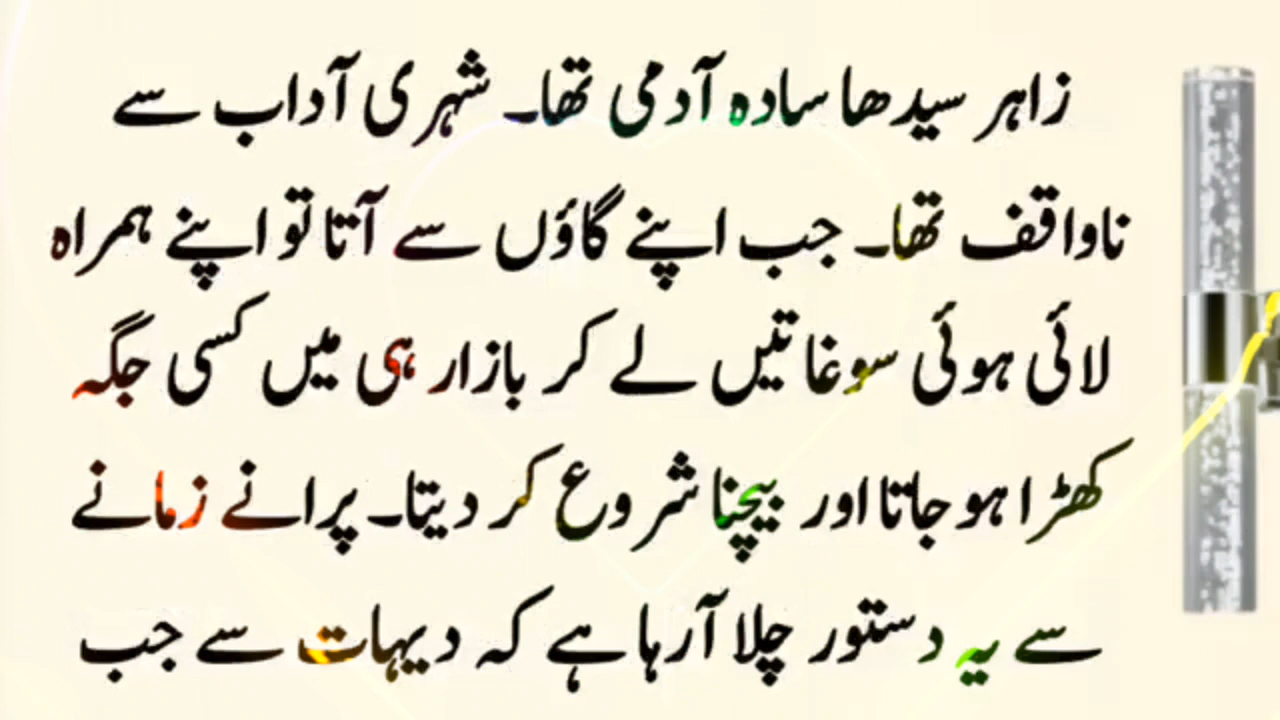 زاہر سیدھا سادہ آدمی تھا۔ شہری آداب سے
ناواقف تھا۔ جب اپنے گاؤں سے آتا تو اپنے ہمراہ
لائی ہوئی سوغاتیں لے کر بازار ہی میں کسی جگہ
کھڑا ہو جاتا اور بیچنا شروع کر دیتا۔ پرانے زمانے
سے یہ دستور چلا آرہا ہے کہ دیہات سے جب